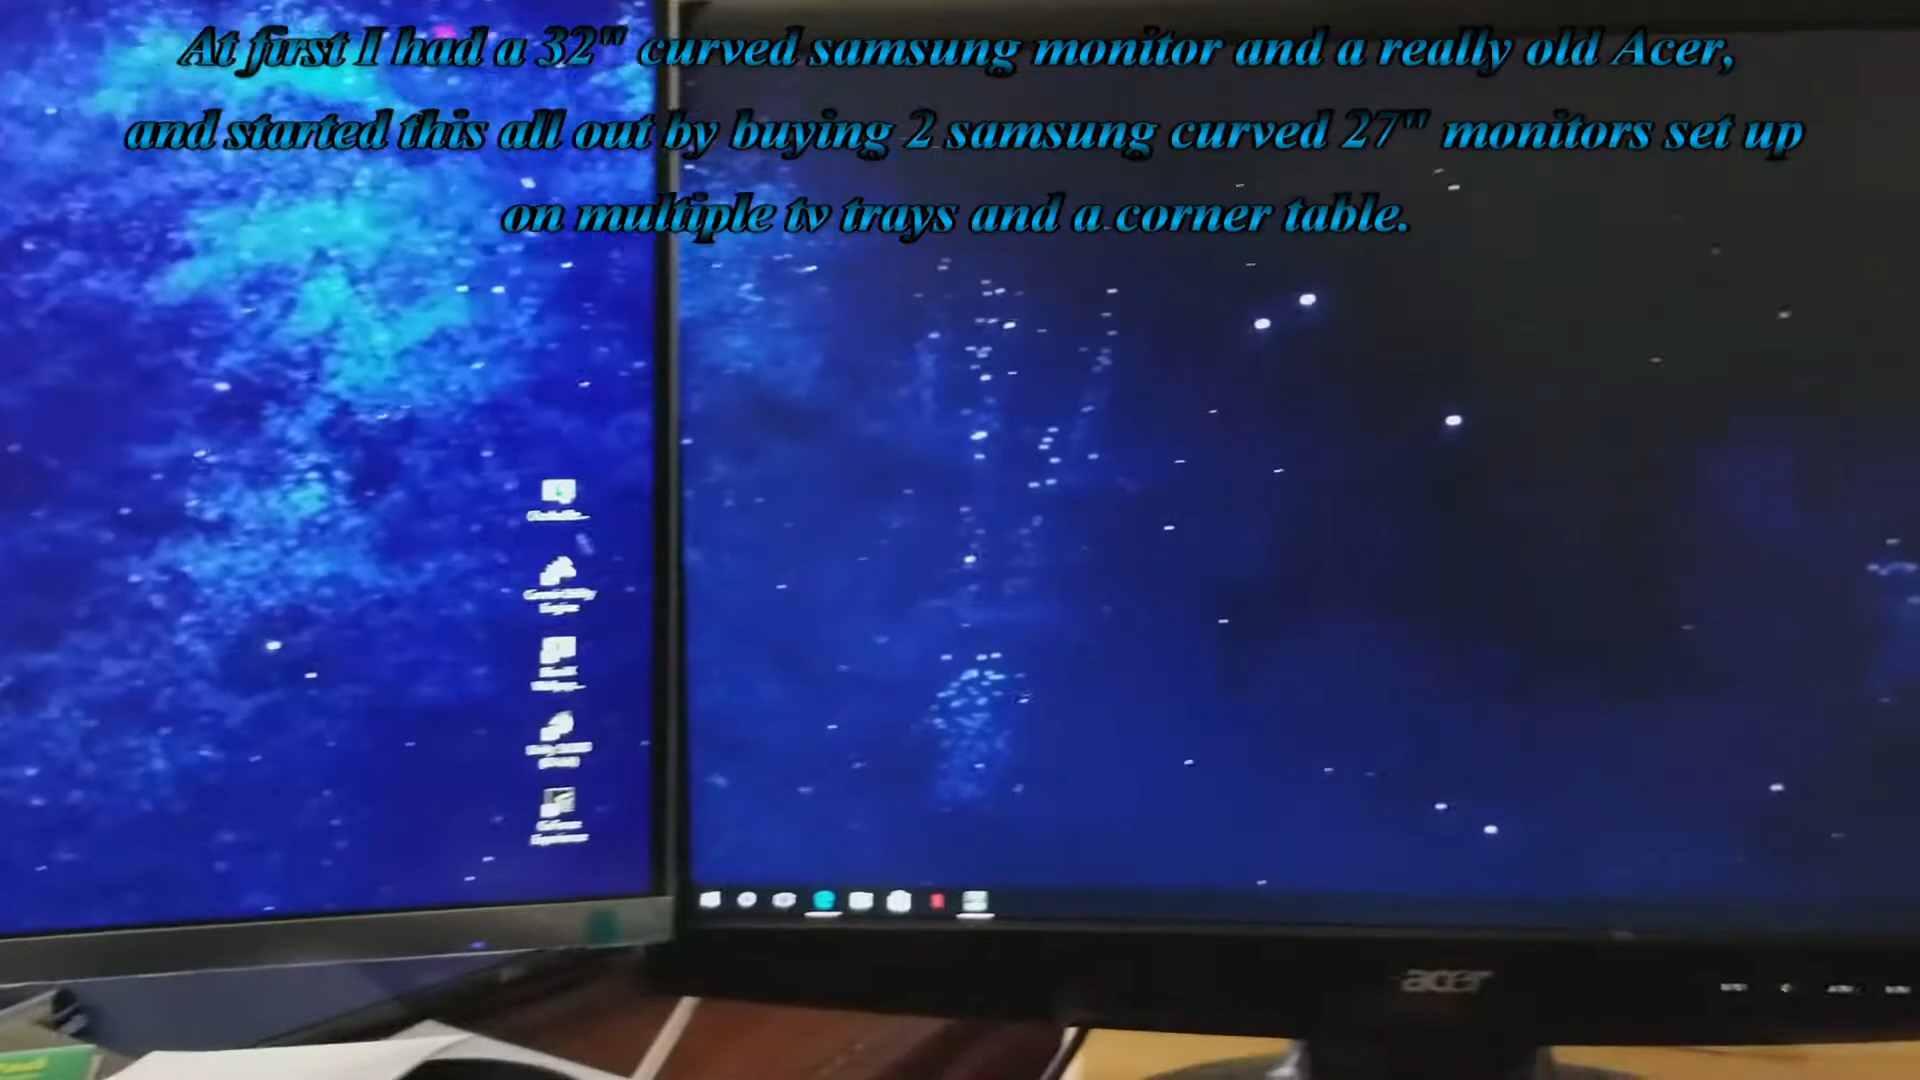 At first I had a 32" curved samsung monitor and a really old Acer,
and started this all out by buying 2 samsung curved 27" monitors set up
on multiple tv trays and a corner table.
acer